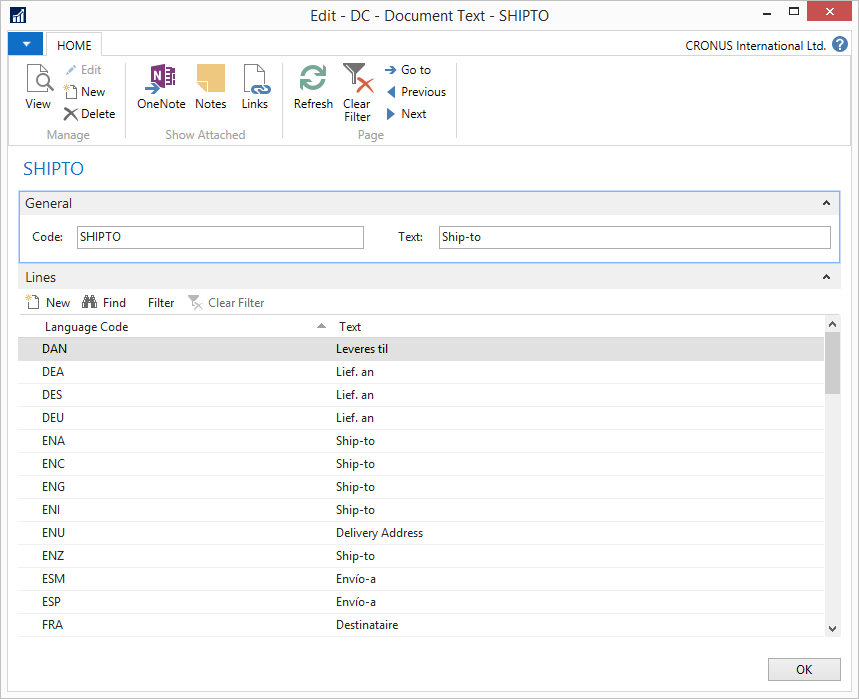 Edit - DC - Document Text - SHIPTO
HOME
CRONUS International Ltd.
?
View
Edit
New
Delete
Manage
N
OneNote
Notes
Links
Show Attached
Refresh
Clear
Filter
Go to
Previous
Next
Page
SHIPTO
General
Code: SHIPTO Text: Ship-to
Lines
New Find Filter Clear Filter
Language Code Text
DAN Leveres til
DEA Lief. an
DES Lief. an
DEU Lief. an
ENA Ship-to
ENC Ship-to
ENG Ship-to
ENI Ship-to
ENU Delivery Address
ENZ Ship-to
ESM Envío-a
ESP Envío-a
FRA Destinataire
OK